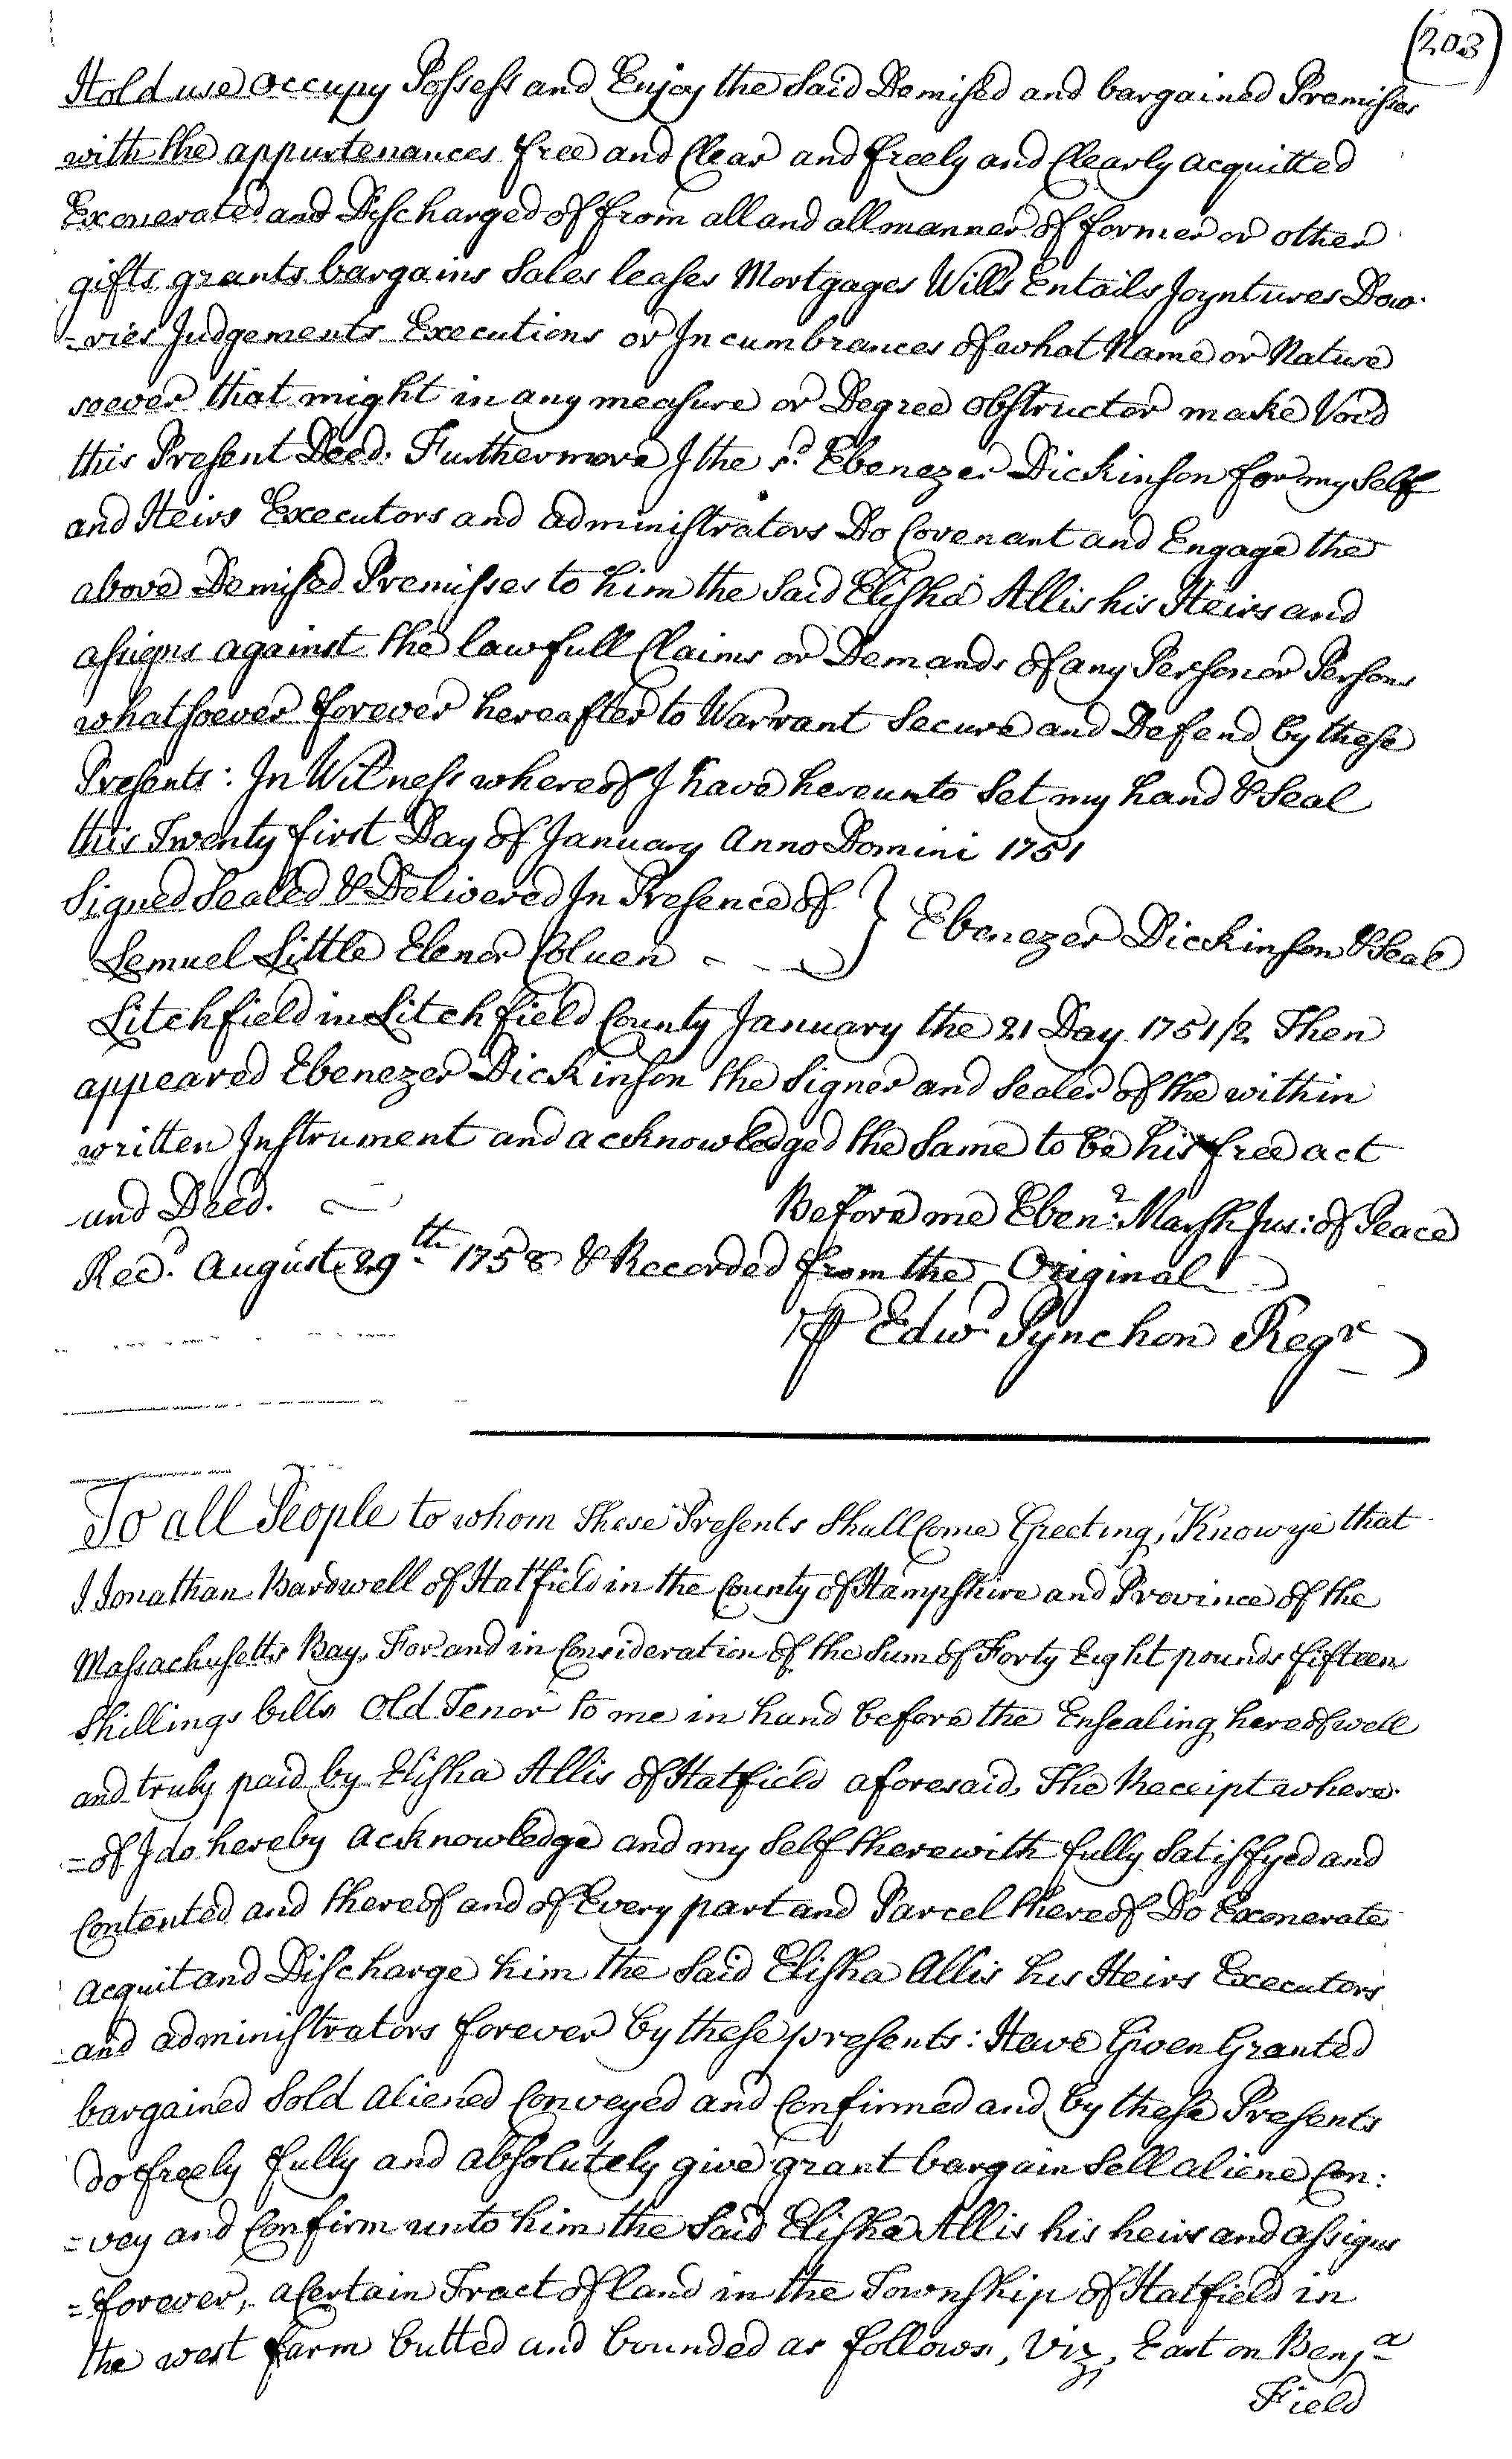 (203)
Hold use occupy Possess and Enjoy the Said Demised and bargained Premisses
with the appurtenances free and Clear and freely and Clearly acquitted
Exonerated and Discharged of from all and all manner of former or other
gifts grants bargains Sales leases Mortgages Wills Entails Joyntures Dow-
=ries Judgements Executions or Incumbrances of what Name or Nature
soever that might in any measure or Degree obstruct or make Void
this Present Deed. Furthermore I the sd. Ebenezer Dickinson for my Self
and Heirs Executors and administrators Do Covenant and Engage the
above Demised Premisses to him the Said Elisha Allis his Heirs and
assigns against the lawfull Claims or Demands of any Person or Persons
whatsoever forever hereafter to Warrant Secure and Defend by these
Presents: In Witness whereof I have hereunto Set my hand & Seal
this Twenty first Day of January Anno Domini 1751
Signed Sealed & Delivered In Presence of } Ebenezer Dickinson & Seal
Lemuel Little Elenor Coluen
Litchfield in Litchfield County January the 21 Day 1751/2 Then
appeared Ebenezer Dickinson the Signer and Sealer of the within
written Instrument and acknowledged the Same to be his free act
and Deed. Before me Ebenr. Marsh Jus: of Peace
Recd. August 29th 1758 & Recorded from the Original
P Edwd Pynchon Regr
To all People to whom These Presents Shall Come Greeting, Know ye that
I Jonathan Bardwell of Hatfield in the County of Hampshire and Province of the
Massachusetts Bay, For and in Consideration of the Sum of Forty Eight pounds fifteen
Shillings bills Old Tenor to me in hand before the Ensealing hereof well
and truly paid by Elisha Allis of Hatfield aforesaid, The Receipt where-
=of I do hereby acknowledge and my Self therewith fully Satisfyed and
Contented and thereof and of Every part and Parcel thereof Do Exonerate
acquit and Discharge him the Said Elisha Allis his Heirs Executors
and administrators forever by these presents: Have Given Granted
bargained Sold aliened Conveyed and Confirmed and by these Presents
do freely fully and absolutely give grant bargain Sell aliene Con:
=vey and Confirm unto him the Said Elisha Allis his heirs and assigns
=forever, a Certain Tract of land in the Township of Hatfield in
the west farm butted and bounded as follows, Viz, East on Benja
Field